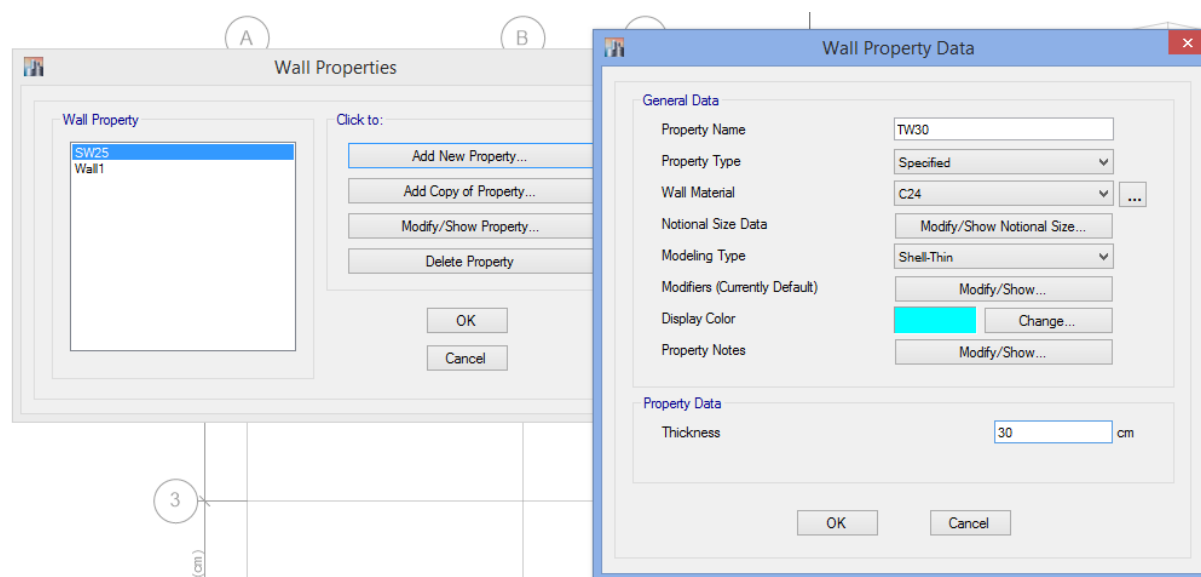 A
B
Wall Properties
Wall Property
SW25
Wall1
Click to:
Add New Property...
Add Copy of Property...
Modify/Show Property...
Delete Property
OK
Cancel
3
(cm)
Wall Property Data
General Data
Property Name
TW30
Property Type
Specified
Wall Material
C24
...
Notional Size Data
Modify/Show Notional Size...
Modeling Type
Shell-Thin
Modifiers (Currently Default)
Modify/Show...
Display Color
Change...
Property Notes
Modify/Show...
Property Data
Thickness
30
cm
OK
Cancel